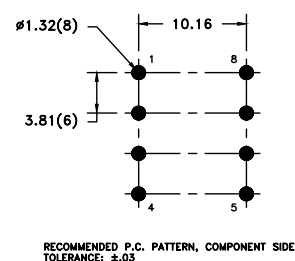 ø1.32(8)
10.16
1
8
3.81(6)
4
5
RECOMMENDED P.C. PATTERN, COMPONENT SIDE
TOLERANCE: ±.03